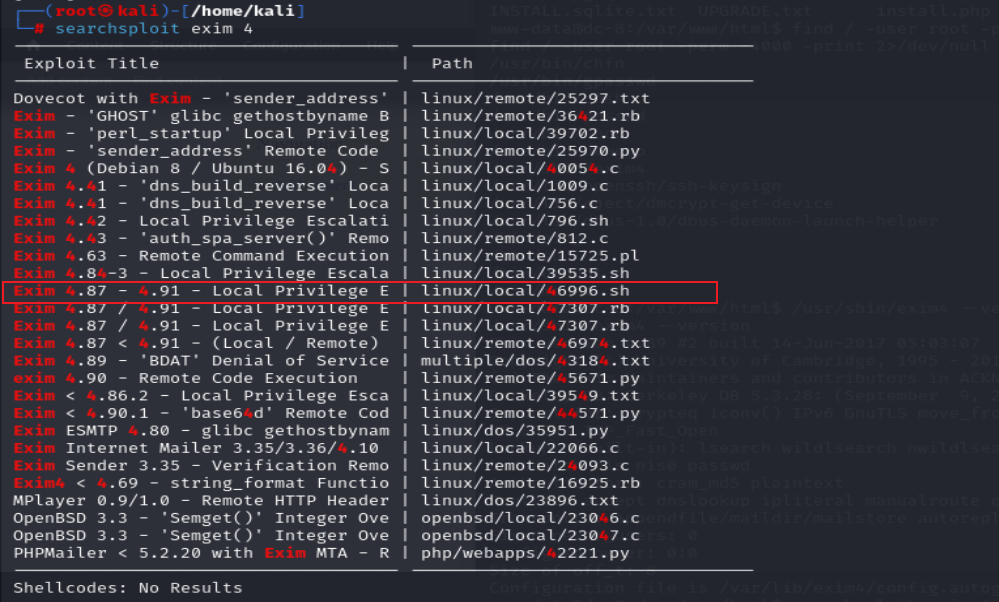 ┌──(root㉿kali)-[/home/kali]
└─# searchsploit exim 4
Exploit Title | Path
Dovecot with Exim - 'sender_address' | linux/remote/25297.txt
Exim - 'GHOST' glibc gethostbyname B | linux/remote/36421.rb
Exim - 'perl_startup' Local Privileg | linux/local/39702.rb
Exim - 'sender_address' Remote Code | linux/remote/25970.py
Exim 4 (Debian 8 / Ubuntu 16.04) - S | linux/local/40054.c
Exim 4.41 - 'dns_build_reverse' Loca | linux/local/1009.c
Exim 4.41 - 'dns_build_reverse' Loca | linux/local/756.c
Exim 4.42 - Local Privilege Escalati | linux/local/796.sh
Exim 4.43 - 'auth_spa_server()' Remo | linux/remote/812.c
Exim 4.63 - Remote Command Execution | linux/remote/15725.pl
Exim 4.84-3 - Local Privilege Escala | linux/local/39535.sh
Exim 4.87 - 4.91 - Local Privilege E | linux/local/46996.sh
Exim 4.87 / 4.91 - Local Privilege E | linux/local/47307.rb
Exim 4.87 / 4.91 - Local Privilege E | linux/local/47307.rb
Exim 4.87 < 4.91 - (Local / Remote) | linux/remote/46974.txt
Exim 4.89 - 'BDAT' Denial of Service | multiple/dos/43184.txt
exim 4.90 - Remote Code Execution | linux/remote/45671.py
Exim < 4.86.2 - Local Privilege Esca | linux/local/39549.txt
Exim < 4.90.1 - 'base64d' Remote Cod | linux/remote/44571.py
Exim ESMTP 4.80 - glibc gethostbynam | linux/dos/35951.py
Exim Internet Mailer 3.35/3.36/4.10 | linux/local/22066.c
Exim Sender 3.35 - Verification Remo | linux/remote/24093.c
Exim4 < 4.69 - string_format Functio | linux/remote/16925.rb
MPlayer 0.9/1.0 - Remote HTTP Header | linux/dos/23896.txt
OpenBSD 3.3 - 'Semget()' Integer Ove | openbsd/local/23046.c
OpenBSD 3.3 - 'Semget()' Integer Ove | openbsd/local/23047.c
PHPMailer < 5.2.20 with Exim MTA - R | php/webapps/42221.py
Shellcodes: No Results